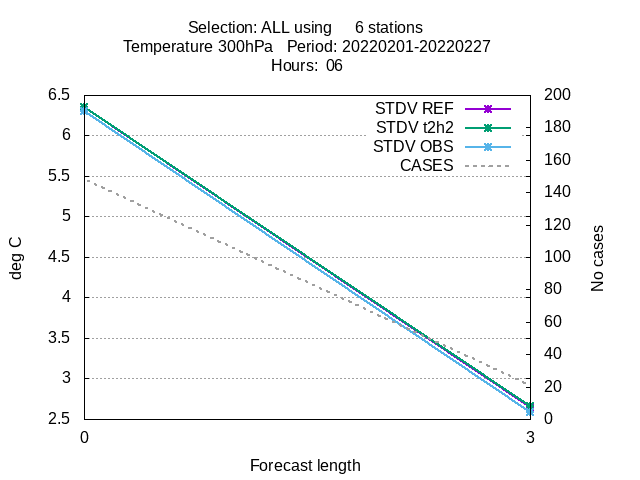 Selection: ALL using 6 stations
Temperature 300hPa Period: 20220201-20220227
Hours: 06
6.5
6
5.5
5
4.5
4
3.5
3
2.5
deg C
STDV REF
STDV t2h2
STDV OBS
CASES
200
180
160
140
120
100
80
60
40
20
0
No cases
0 3
Forecast length